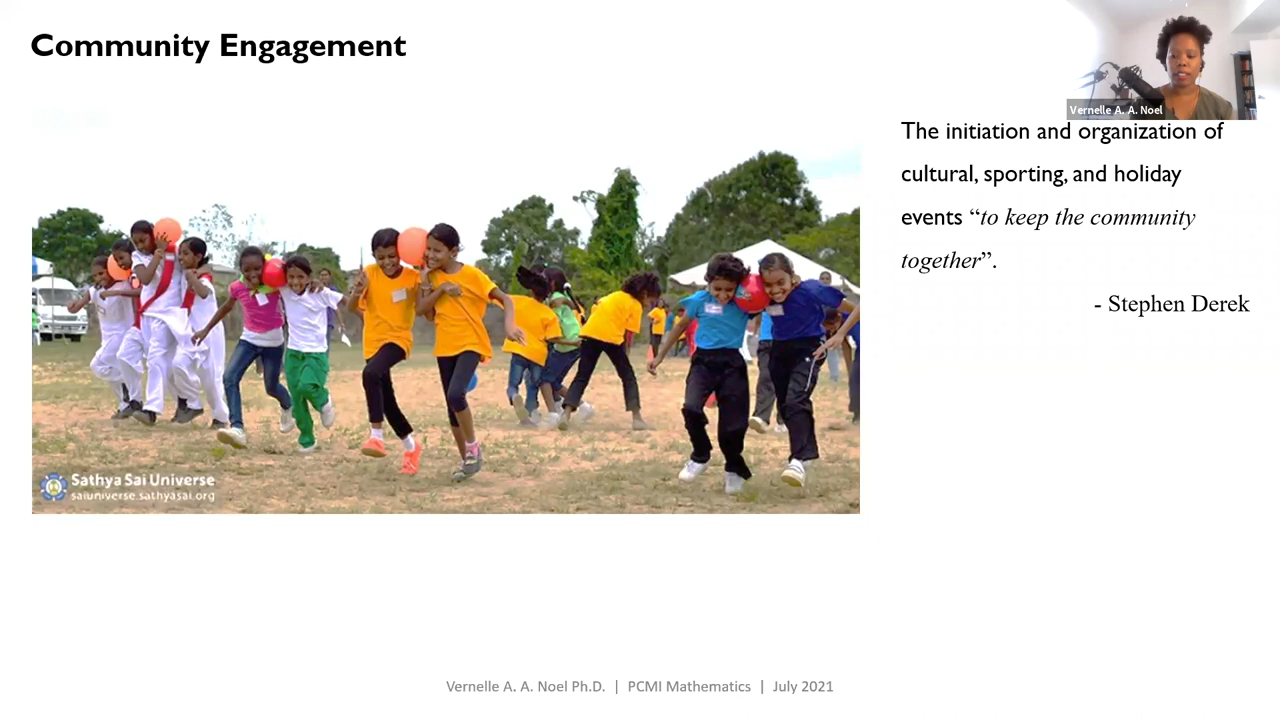 Community Engagement
Vernelle A. A. Noel
The initiation and organization of
cultural, sporting, and holiday
events “to keep the community
together”.
- Stephen Derek
Sathya Sai Universe
saiuniverse.sathyasai.org
Vernelle A. A. Noel Ph.D. | PCMI Mathematics | July 2021